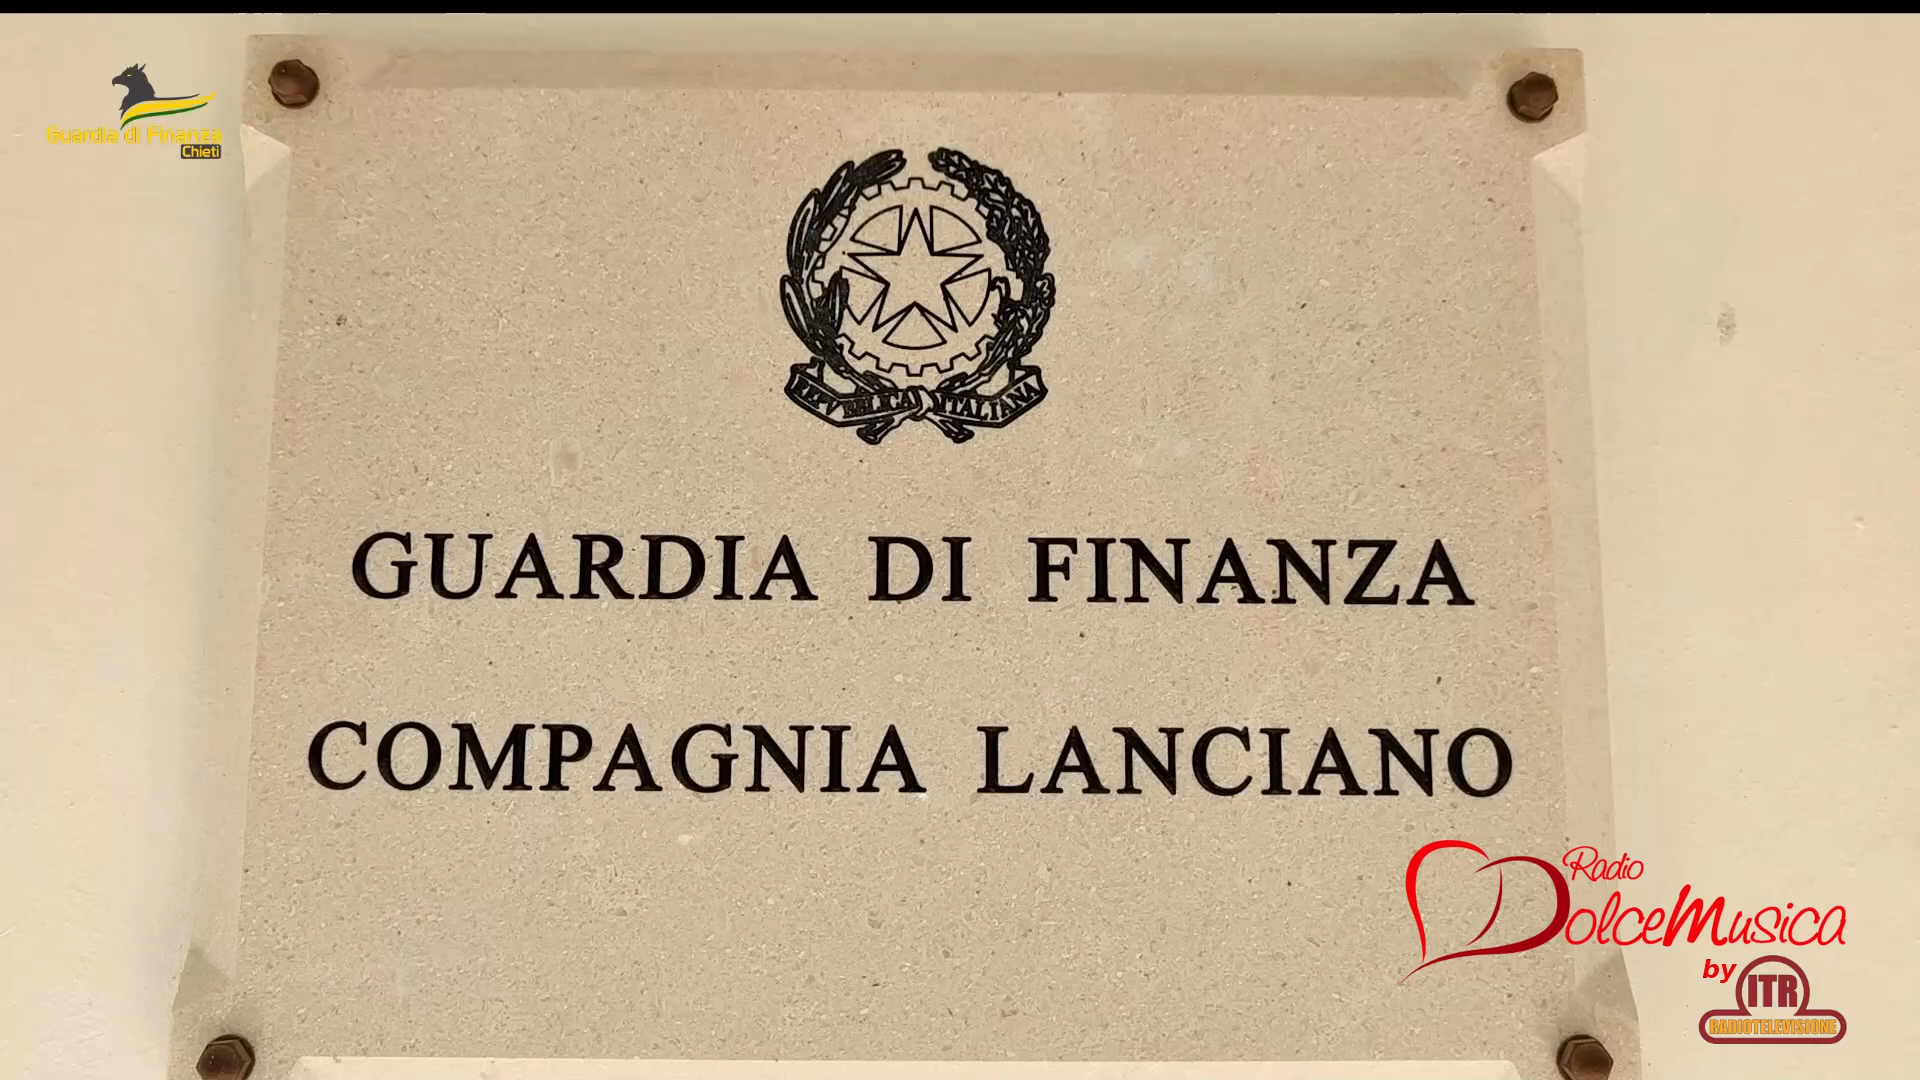 Guardia di Finanza
Chieti
REPVBBLICA ITALIANA
GUARDIA DI FINANZA
COMPAGNIA LANCIANO
Radio
DolceMusica
by
ITR
RADIOTELEVISIONE